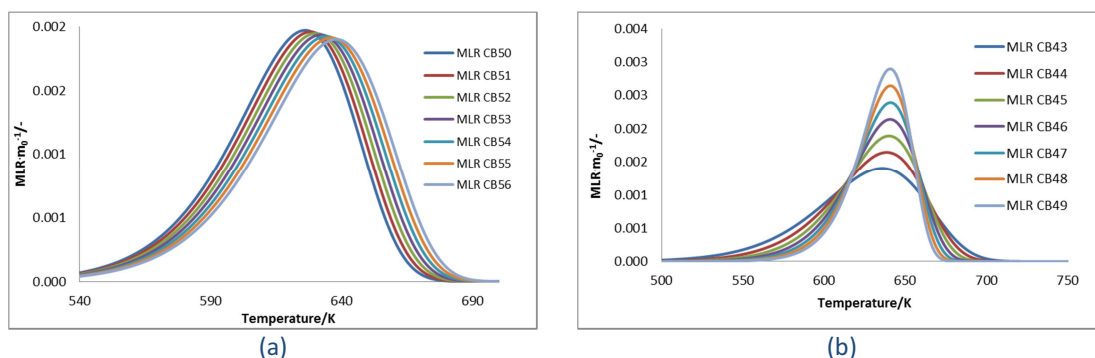 0.002
0.002
0.001
0.001
0.000
MLR·m₀⁻¹/-
540
590
640
690
Temperature/K
MLR CB50
MLR CB51
MLR CB52
MLR CB53
MLR CB54
MLR CB55
MLR CB56
(a)
0.004
0.003
0.003
0.002
0.002
0.001
0.001
0.000
MLR·m₀⁻¹/-
500
550
600
650
700
750
Temperature/K
MLR CB43
MLR CB44
MLR CB45
MLR CB46
MLR CB47
MLR CB48
MLR CB49
(b)